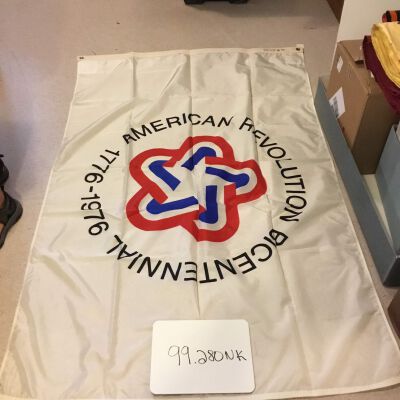 AMERICAN REVOLUTION BICENTENNIAL 1776-1976
99.280NK